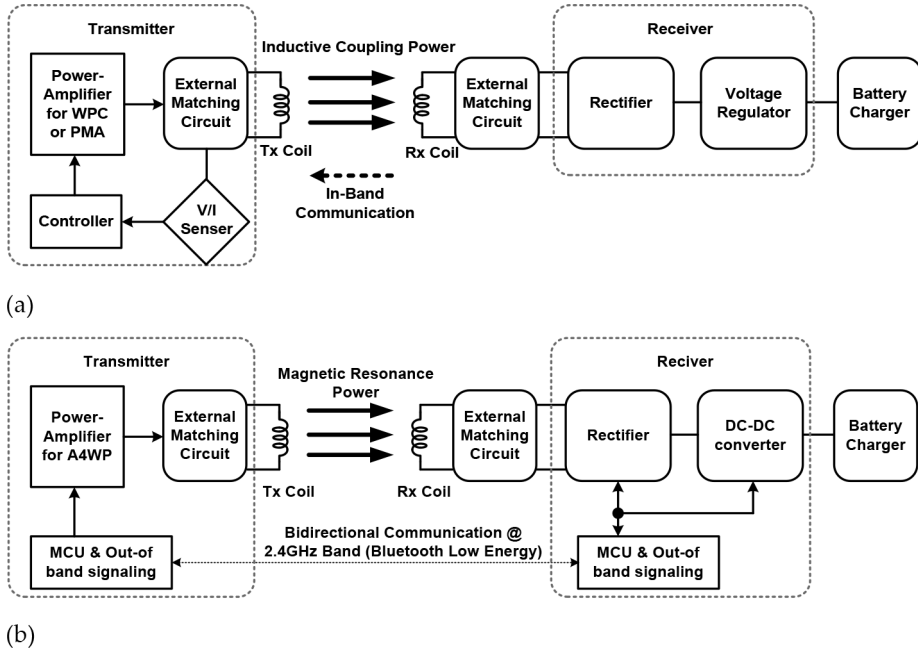 Transmitter
Power-
Amplifier
for WPC
or PMA
External
Matching
Circuit
Controller
V/I
Senser
Inductive Coupling Power
Tx Coil
Rx Coil
In-Band
Communication
External
Matching
Circuit
Receiver
Rectifier
Voltage
Regulator
Battery
Charger
(a)
Transmitter
Power-
Amplifier
for A4WP
External
Matching
Circuit
MCU & Out-of
band signaling
Magnetic Resonance
Power
Tx Coil
Rx Coil
Bidirectional Communication @
2.4GHz Band (Bluetooth Low Energy)
External
Matching
Circuit
Reciver
Rectifier
DC-DC
converter
MCU & Out-of
band signaling
Battery
Charger
(b)